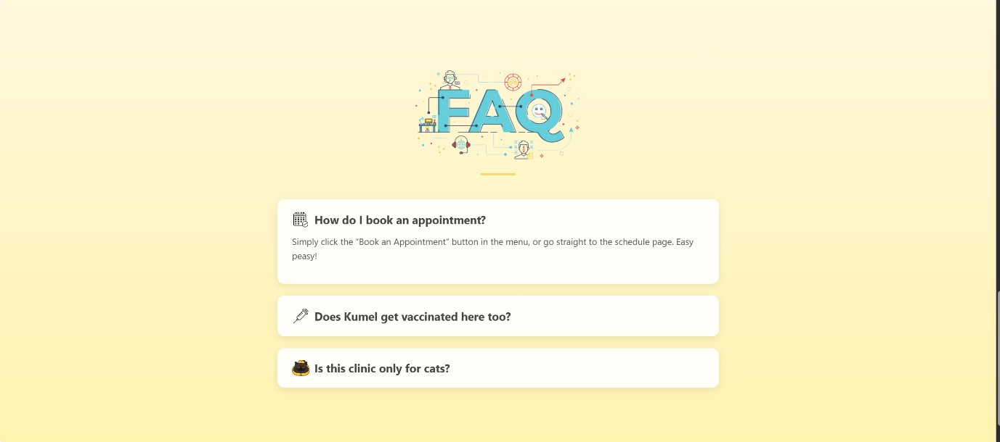 FAQ
How do I book an appointment?
Simply click the “Book an Appointment” button in the menu, or go straight to the schedule page. Easy
peasy!
Does Kumel get vaccinated here too?
Is this clinic only for cats?